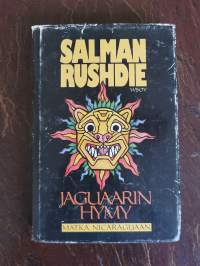 SALMAN
RUSHDIE
WSOY
JAGUAARIN
HYMY
MATKA NICARAGUAAN